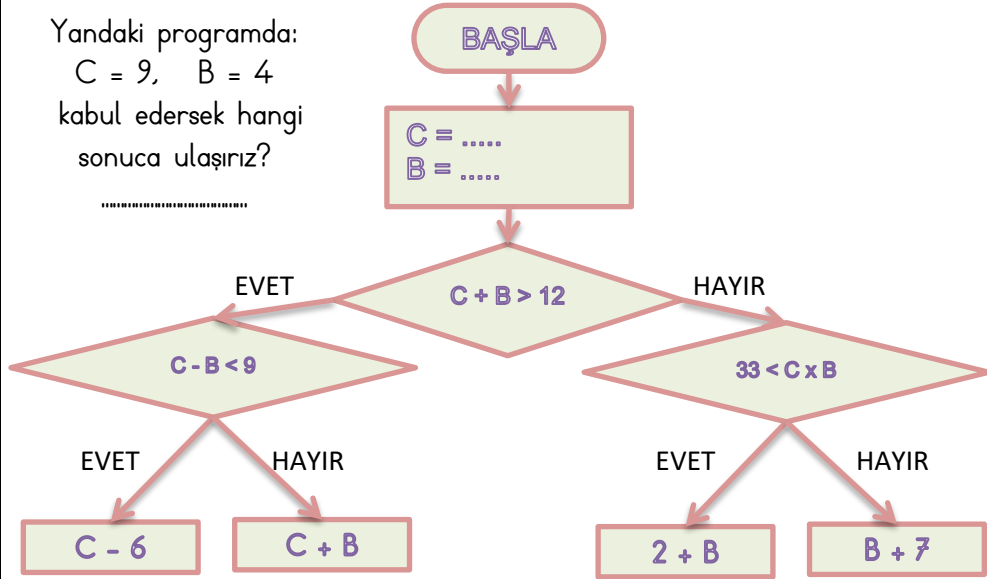 Yandaki programda:
C = 9, B = 4
kabul edersek hangi
sonuca ulaşırız?
......................................
BAŞLA
C = .....
B = .....
C + B > 12
EVET
HAYIR
C - B < 9
33 < C x B
EVET
HAYIR
EVET
HAYIR
C - 6
C + B
2 + B
B + 7